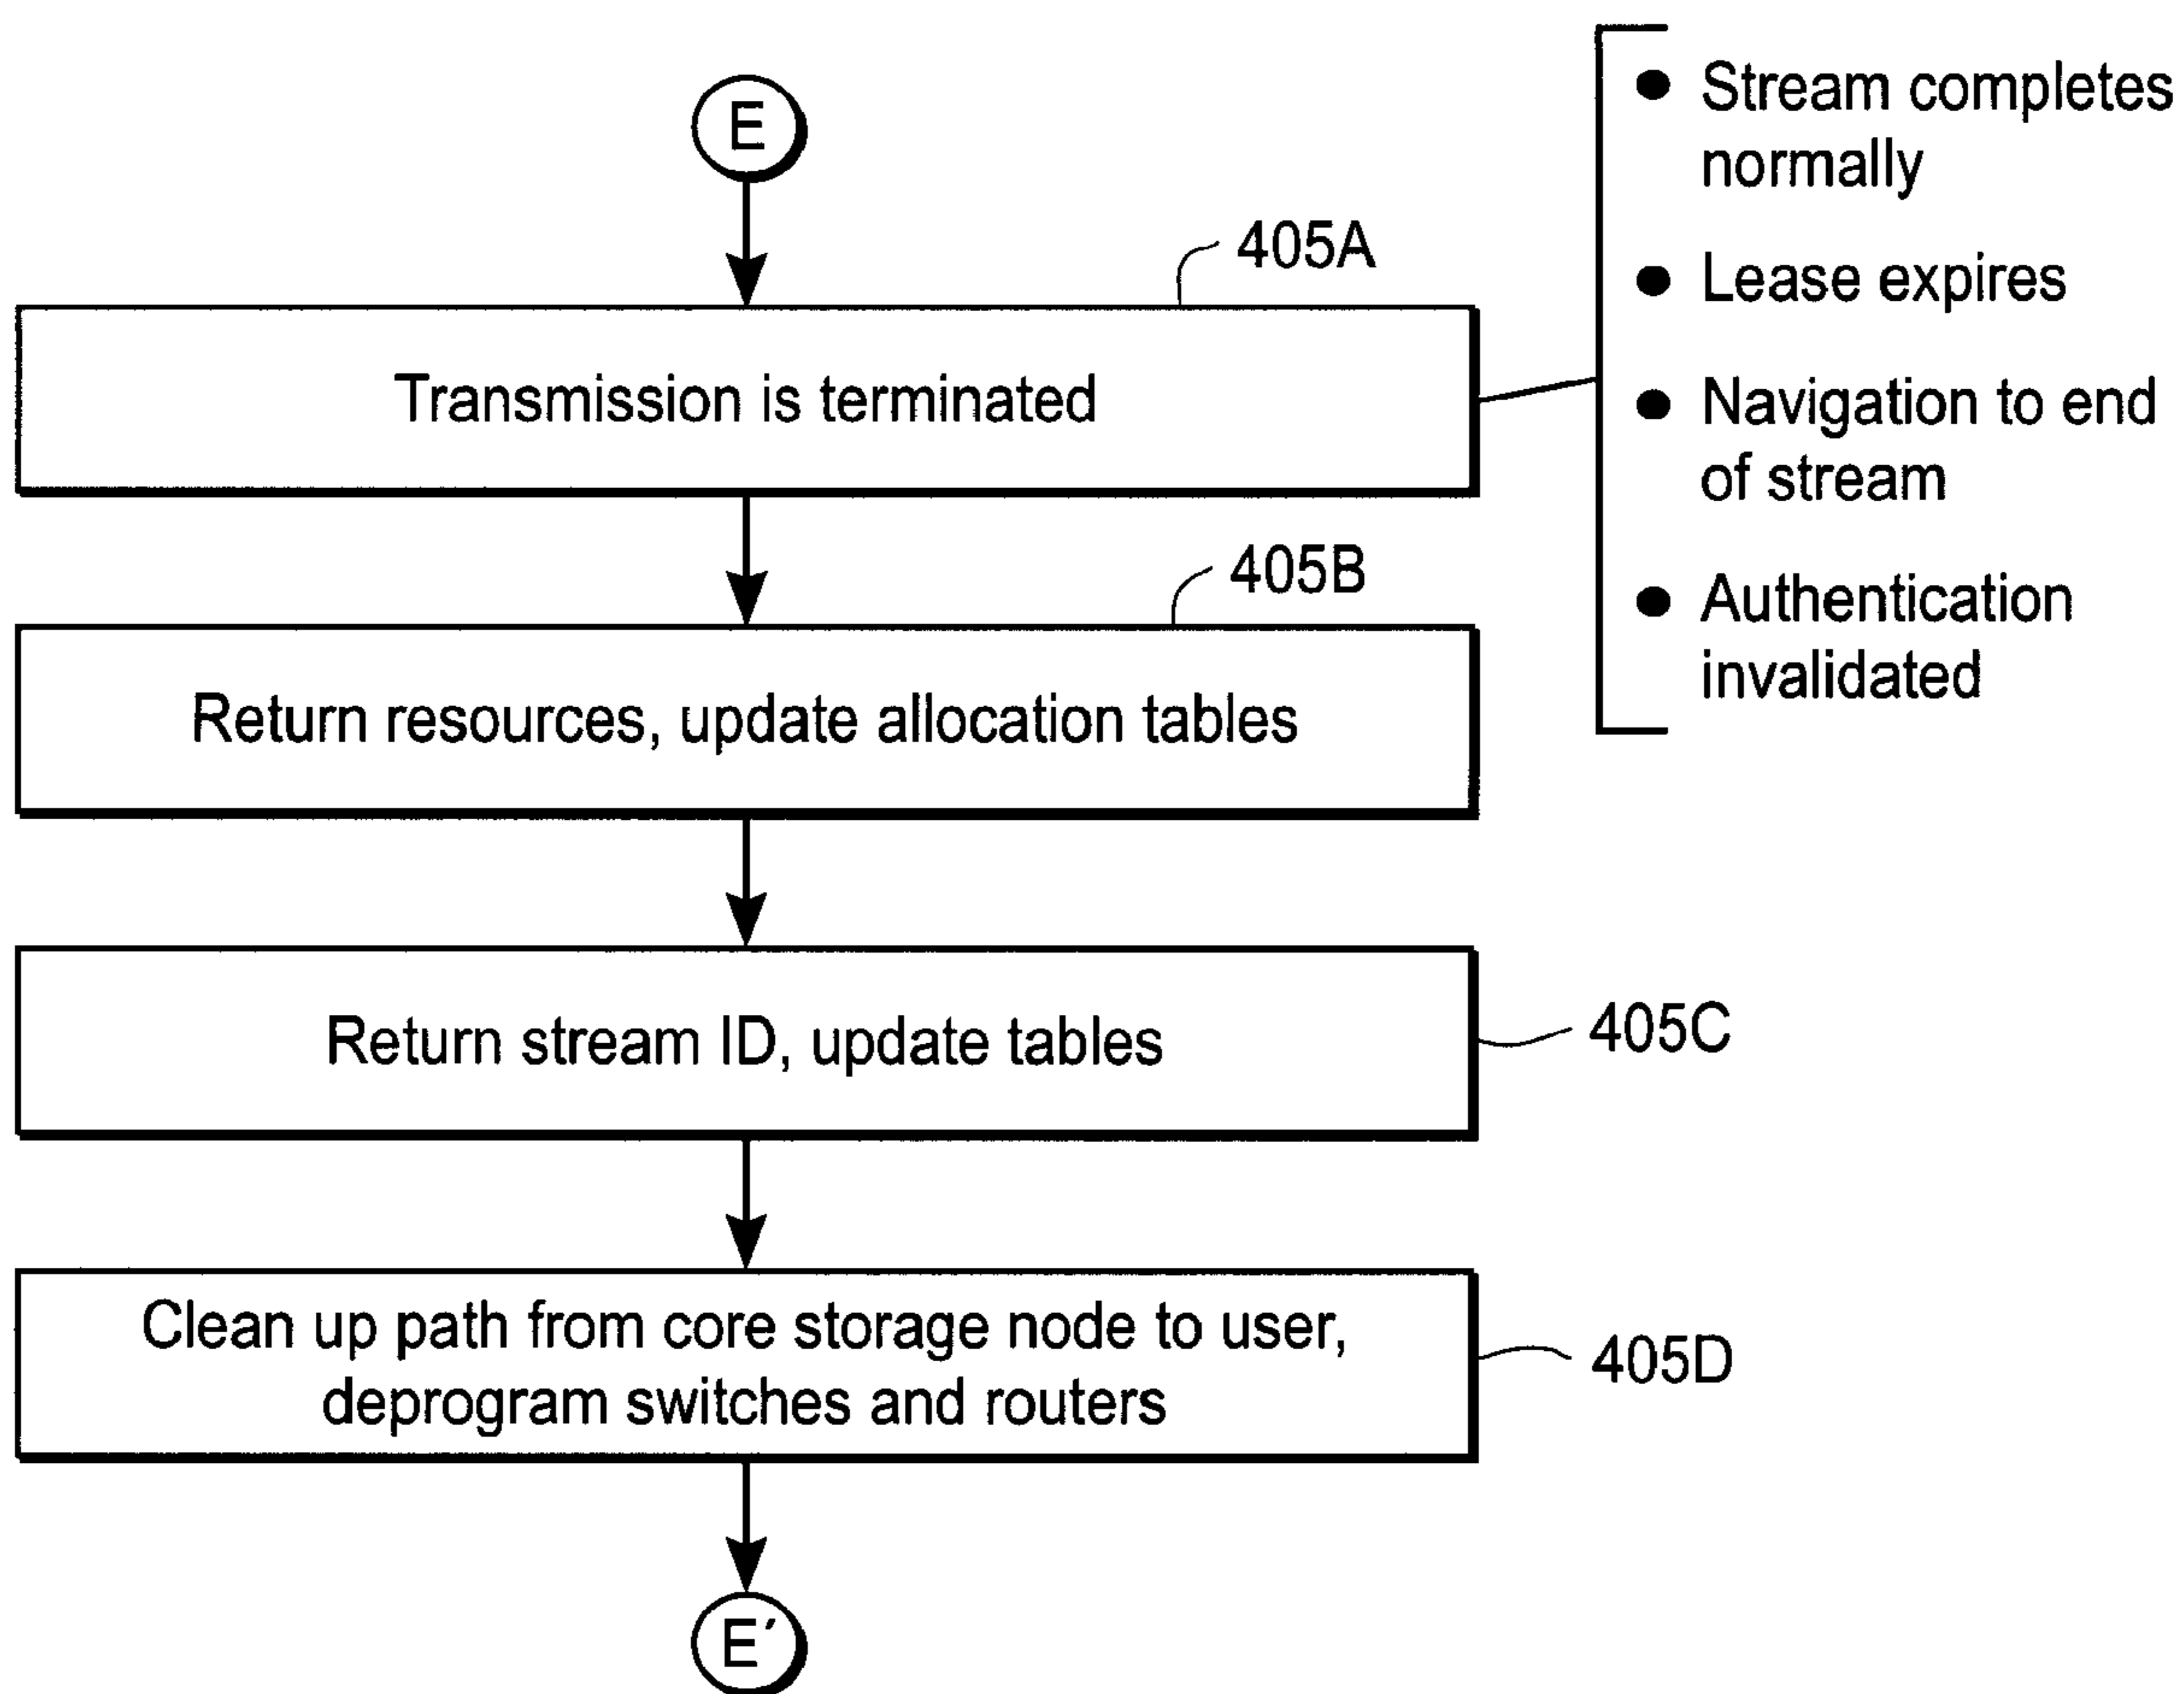 E
405A
Transmission is terminated
• Stream completes
normally
• Lease expires
• Navigation to end
of stream
• Authentication
invalidated
405B
Return resources, update allocation tables
Return stream ID, update tables
405C
Clean up path from core storage node to user,
deprogram switches and routers
405D
E′